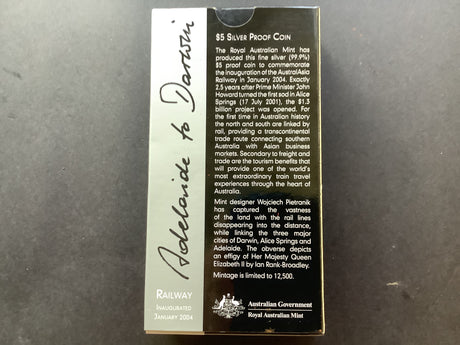 Adelaide to Darwin
RAILWAY
INAUGURATED
JANUARY 2004
$5 SILVER PROOF COIN
The Royal Australian Mint has
produced this fine silver (99.9%)
$5 proof coin to commemorate
the inauguration of the AustralAsia
Railway in January 2004. Exactly
2.5 years after Prime Minister John
Howard turned the first sod in Alice
Springs (17 July 2001), the $1.3
billion project was opened. For
the first time in Australian history
the north and south are linked by
rail, providing a transcontinental
trade route connecting southern
Australia with Asian business
markets. Secondary to freight and
trade are the tourism benefits that
will provide one of the world's
most extraordinary train travel
experiences through the heart of
Australia.
Mint designer Wojciech Pietranik
has captured the vastness
of the land with the rail lines
disappearing into the distance,
while linking the three major
cities of Darwin, Alice Springs and
Adelaide. The obverse depicts
an effigy of Her Majesty Queen
Elizabeth II by Ian Rank-Broadley.
Mintage is limited to 12,500.
Australian Government
Royal Australian Mint